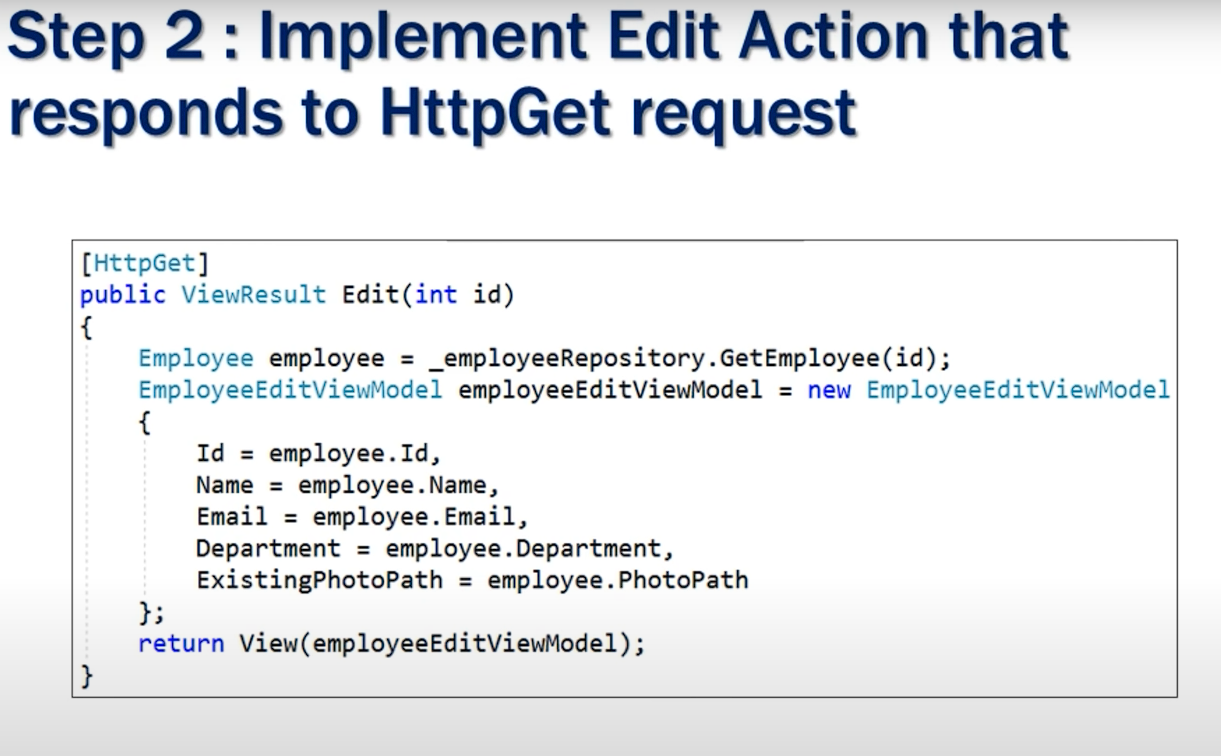 Step 2 : Implement Edit Action that
responds to HttpGet request
[HttpGet]
public ViewResult Edit(int id)
{
Employee employee = _employeeRepository.GetEmployee(id);
EmployeeEditViewModel employeeEditViewModel = new EmployeeEditViewModel
{
Id = employee.Id,
Name = employee.Name,
Email = employee.Email,
Department = employee.Department,
ExistingPhotoPath = employee.PhotoPath
};
return View(employeeEditViewModel);
}